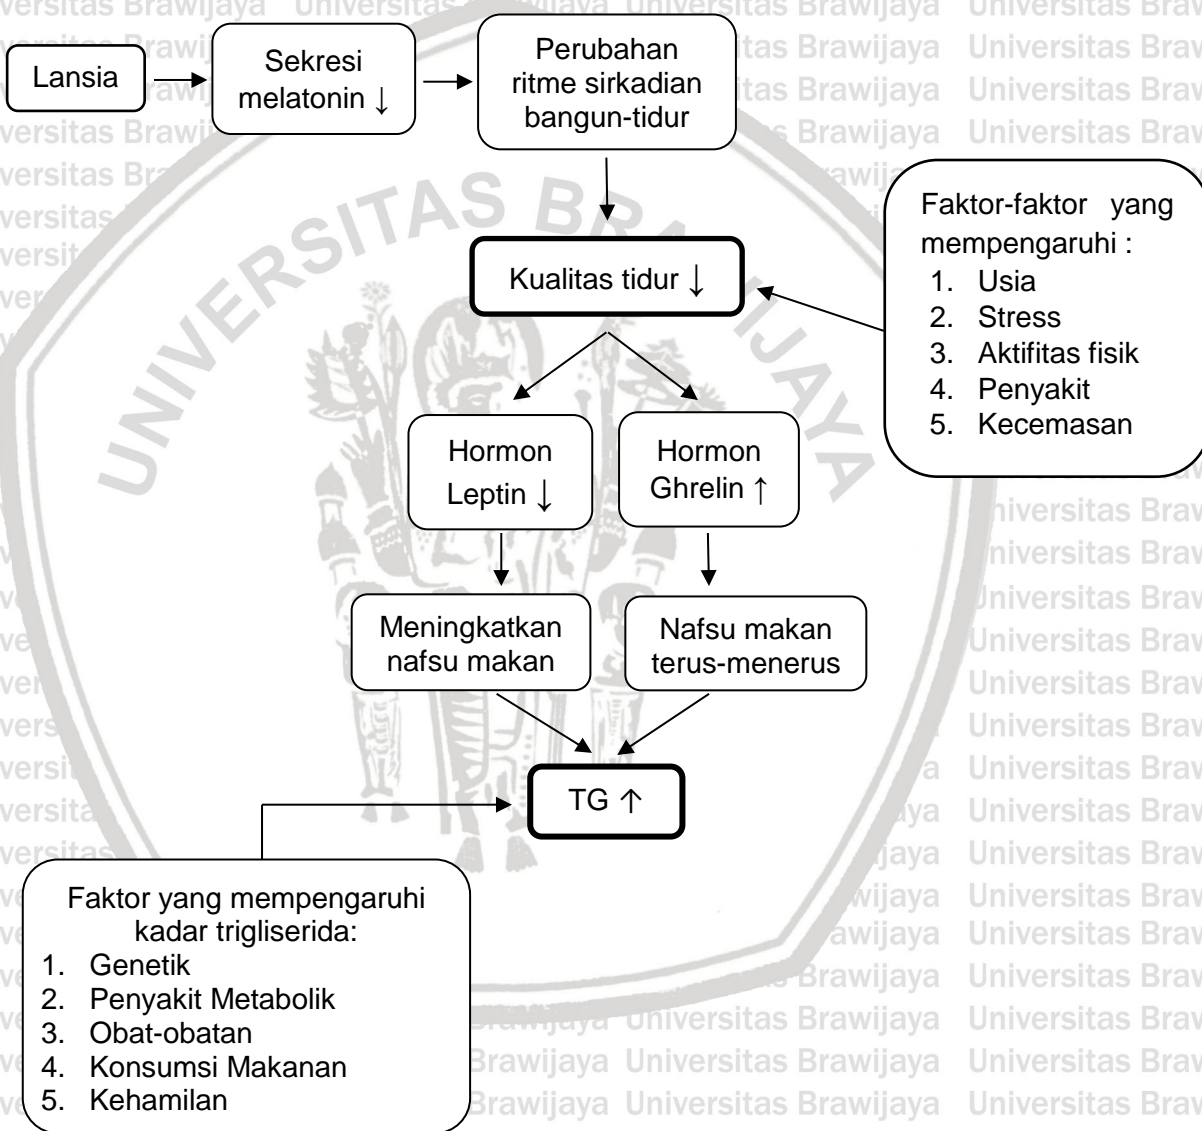 Lansia
Sekresi
melatonin ↓
Perubahan
ritme sirkadian
bangun-tidur
Kualitas tidur ↓
Faktor-faktor yang
mempengaruhi :
1. Usia
2. Stress
3. Aktifitas fisik
4. Penyakit
5. Kecemasan
Hormon
Leptin ↓
Hormon
Ghrelin ↑
Meningkatkan
nafsu makan
Nafsu makan
terus-menerus
TG ↑
Faktor yang mempengaruhi
kadar trigliserida:
1. Genetik
2. Penyakit Metabolik
3. Obat-obatan
4. Konsumsi Makanan
5. Kehamilan
UNIVERSITAS BRAWIJAYA